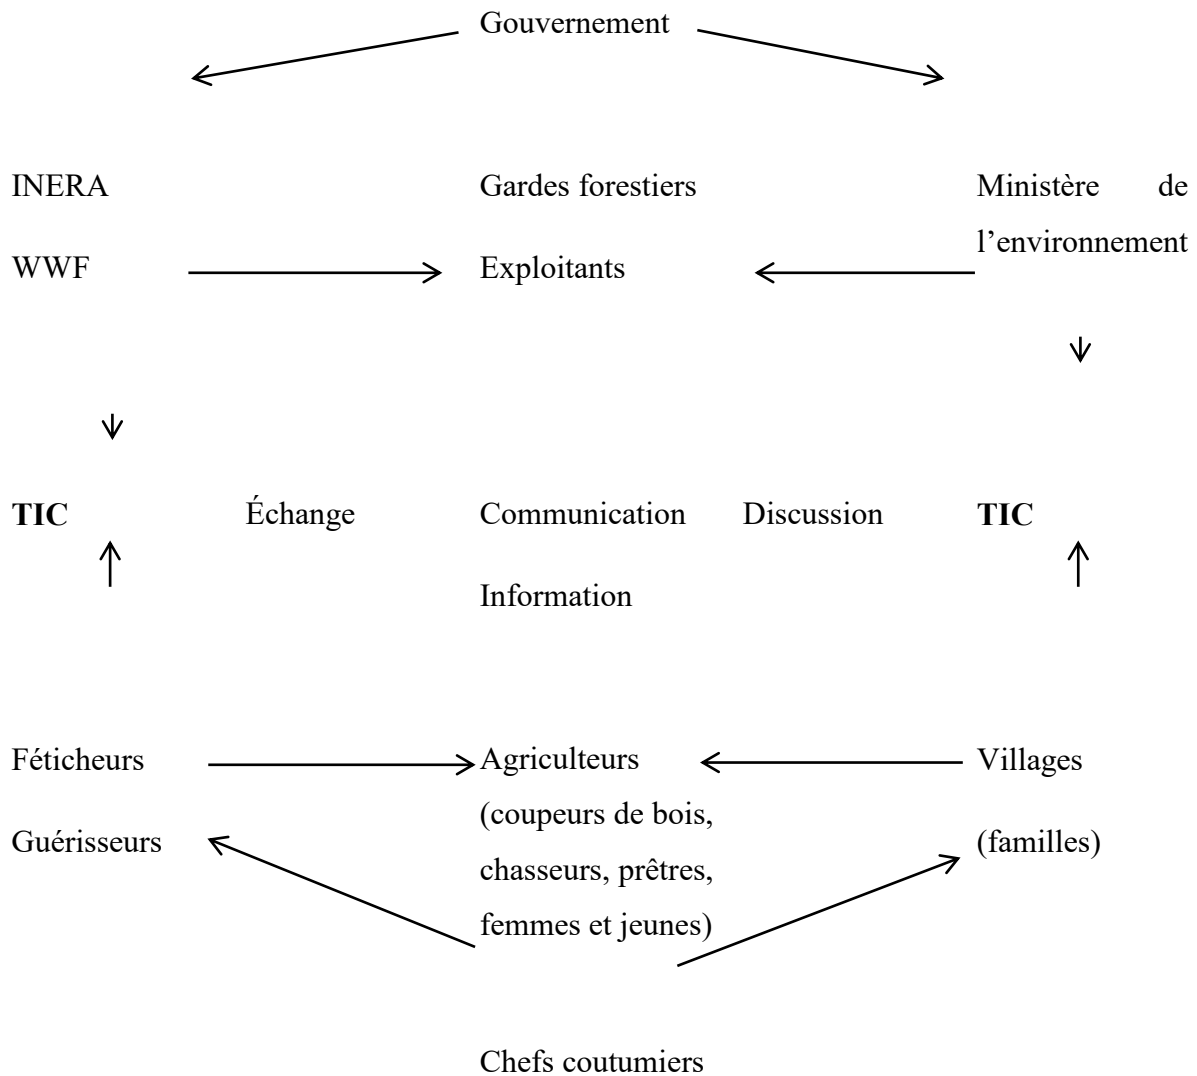 Gouvernement
INERA Gardes forestiers Ministère de
l’environnement
WWF Exploitants
TIC Échange Communication Discussion TIC
Information
Féticheurs Agriculteurs Villages
(coupeurs de bois,
Guérisseurs (familles)
chasseurs, prêtres,
femmes et jeunes)
Chefs coutumiers